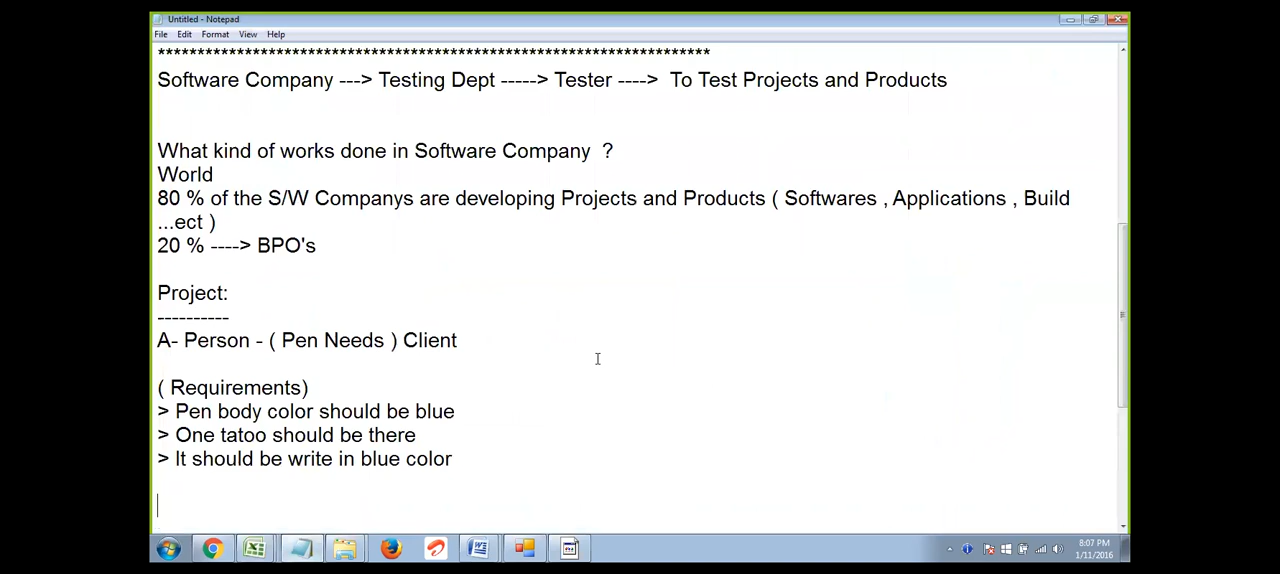 Untitled - Notepad
File Edit Format View Help
**********************************************************************
Software Company ---> Testing Dept -----> Tester ----> To Test Projects and Products
What kind of works done in Software Company ?
World
80 % of the S/W Companys are developing Projects and Products ( Softwares , Applications , Build
...ect )
20 % ----> BPO's
Project:
----------
A- Person - ( Pen Needs ) Client
( Requirements)
> Pen body color should be blue
> One tatoo should be there
> It should be write in blue color
8:07 PM
1/11/2016